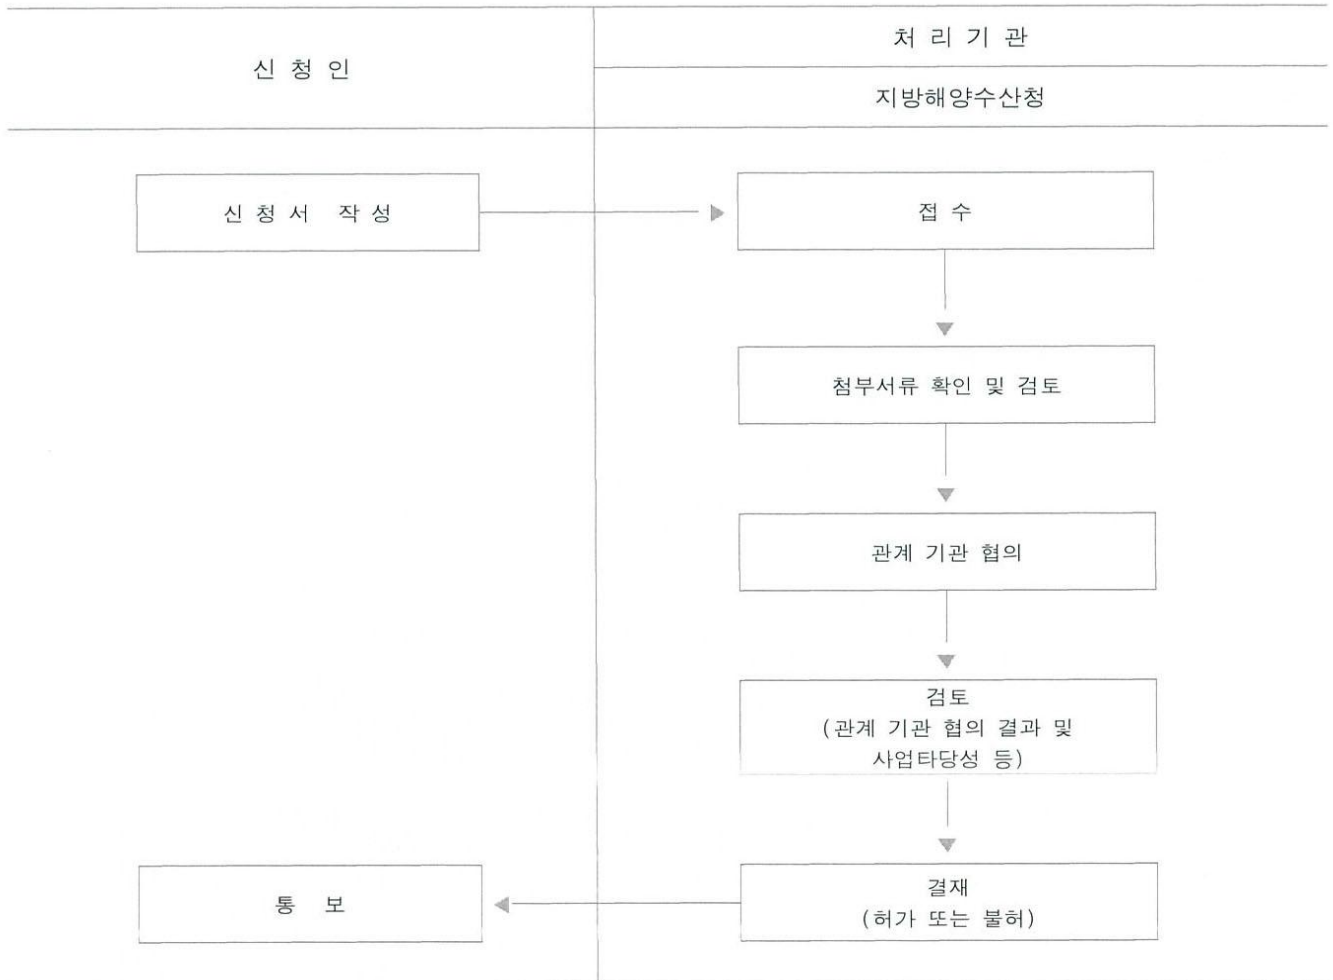 신 청 인
처 리 기 관
지방해양수산청
신 청 서 작 성
접 수
첨부서류 확인 및 검토
관계 기관 협의
검토
(관계 기관 협의 결과 및
사업타당성 등)
결재
(허가 또는 불허)
통 보